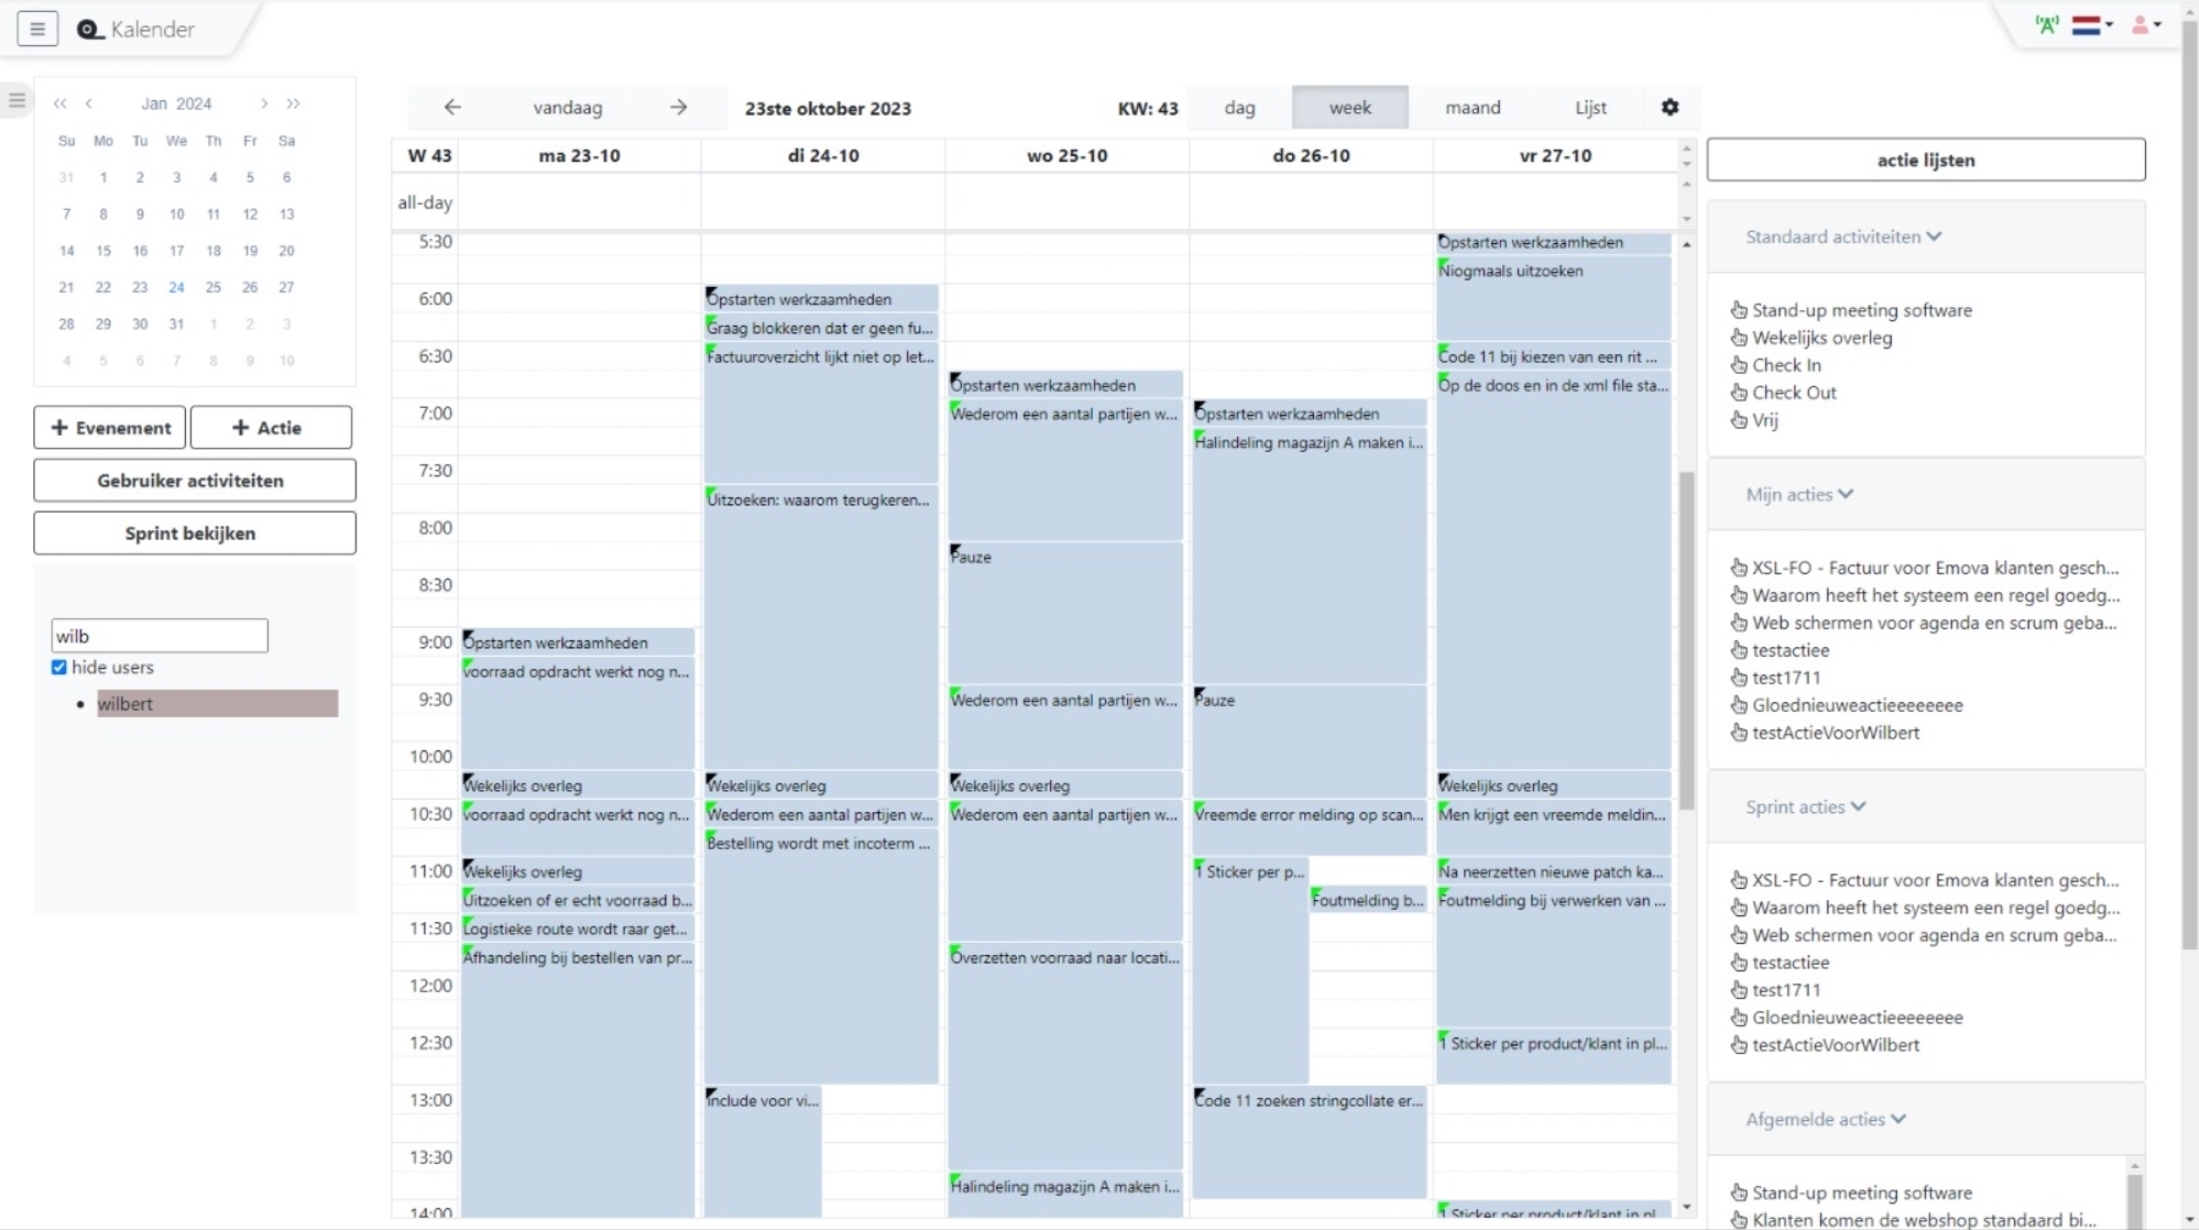 Kalender
Jan 2024
Su Mo Tu We Th Fr Sa
31 1 2 3 4 5 6
7 8 9 10 11 12 13
14 15 16 17 18 19 20
21 22 23 24 25 26 27
28 29 30 31 1 2 3
4 5 6 7 8 9 10
+ Evenement
+ Actie
Gebruiker activiteiten
Sprint bekijken
wilb
hide users
wilbert
vandaag
23ste oktober 2023
KW: 43
dag
week
maand
Lijst
W 43
ma 23-10
di 24-10
wo 25-10
do 26-10
vr 27-10
all-day
5:30
6:00
6:30
7:00
7:30
8:00
8:30
9:00
9:30
10:00
10:30
11:00
11:30
12:00
12:30
13:00
13:30
14:00
Opstarten werkzaamheden
voorraad opdracht werkt nog n...
Wekelijks overleg
voorraad opdracht werkt nog n...
Wekelijks overleg
Uitzoeken of er echt voorraad b...
Logistieke route wordt raar get...
Afhandeling bij bestellen van pr...
Opstarten werkzaamheden
Graag blokkeren dat er geen fu...
Factuuroverzicht lijkt niet op let...
Uitzoeken: waarom terugkeren...
Wekelijks overleg
Wederom een aantal partijen w...
Bestelling wordt met incoterm ...
include voor vi...
Opstarten werkzaamheden
Wederom een aantal partijen w...
Pauze
Wederom een aantal partijen w...
Wekelijks overleg
Wederom een aantal partijen w...
Overzetten voorraad naar locati...
Halindeling magazijn A maken i...
Opstarten werkzaamheden
Halindeling magazijn A maken i...
Pauze
Vreemde error melding op scan...
1 Sticker per p...
Foutmelding b...
Code 11 zoeken stringcollate er...
Opstarten werkzaamheden
Niogmaals uitzoeken
Code 11 bij kiezen van een rit ...
Op de doos en in de xml file sta...
Wekelijks overleg
Men krijgt een vreemde meldin...
Na neerzetten nieuwe patch ka...
Foutmelding bij verwerken van ...
1 Sticker per product/klant in pl...
1 Sticker per product/klant in pl...
actie lijsten
Standaard activiteiten
Stand-up meeting software
Wekelijks overleg
Check In
Check Out
Vrij
Mijn acties
XSL-FO - Factuur voor Emova klanten gesch...
Waarom heeft het systeem een regel goedg...
Web schermen voor agenda en scrum geba...
testactiee
test1711
Gloednieuweactieeeeeeee
testActieVoorWilbert
Sprint acties
XSL-FO - Factuur voor Emova klanten gesch...
Waarom heeft het systeem een regel goedg...
Web schermen voor agenda en scrum geba...
testactiee
test1711
Gloednieuweactieeeeeeee
testActieVoorWilbert
Afgemelde acties
Stand-up meeting software
Klanten komen de webshop standaard bi...